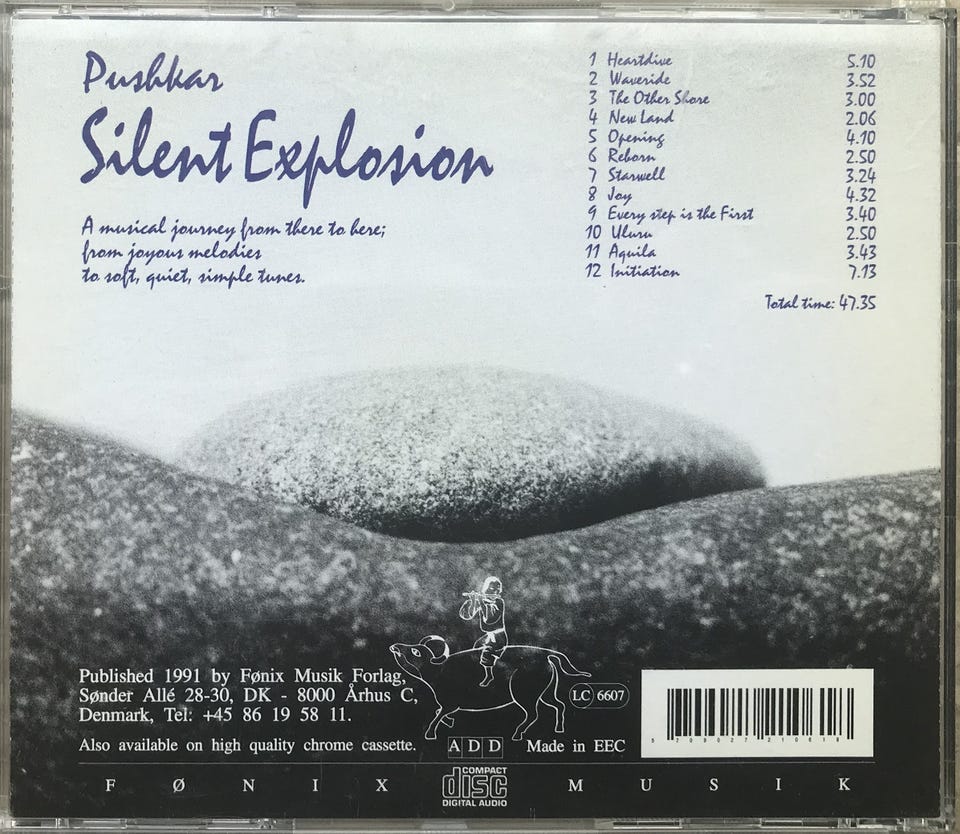 Pushkar
Silent Explosion
A musical journey from there to here;
from joyous melodies
to soft, quiet, simple tunes.
1 Heartdive 5.10
2 Waveride 3.52
3 The Other Shore 3.00
4 New Land 2.06
5 Opening 4.10
6 Reborn 2.50
7 Starwell 3.24
8 Joy 4.32
9 Every step is the First 3.40
10 Uluru 2.50
11 Aquila 3.43
12 Initiation 7.13
Total time: 47.35
Published 1991 by Fønix Musik Forlag,
Sønder Allé 28-30, DK - 8000 Århus C,
Denmark, Tel: +45 86 19 58 11.
LC 6607
5 709027 210618
Also available on high quality chrome cassette. ADD Made in EEC
FØNIX MUSIK
COMPACT
disc
DIGITAL AUDIO